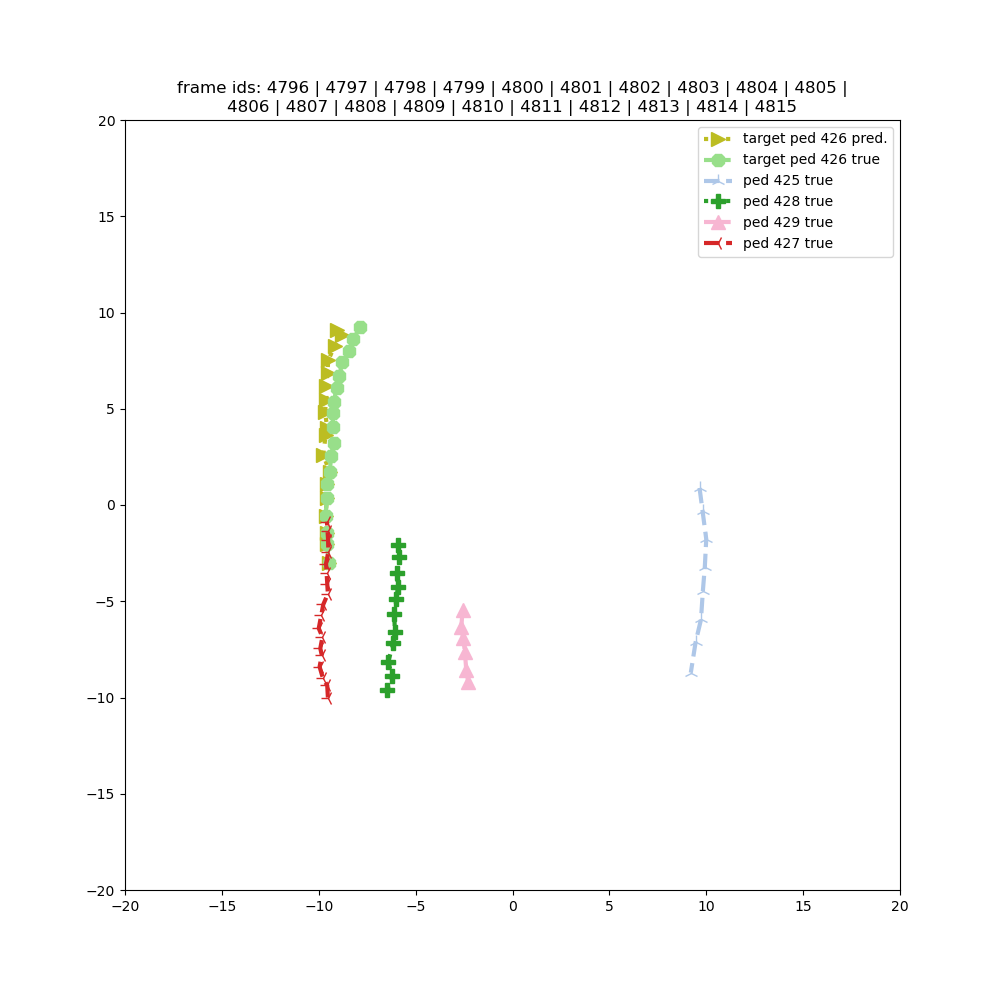 frame ids: 4796 | 4797 | 4798 | 4799 | 4800 | 4801 | 4802 | 4803 | 4804 | 4805 |
4806 | 4807 | 4808 | 4809 | 4810 | 4811 | 4812 | 4813 | 4814 | 4815
target ped 426 pred.
target ped 426 true
ped 425 true
ped 428 true
ped 429 true
ped 427 true
20
15
10
5
0
−5
−10
−15
−20
−20 −15 −10 −5 0 5 10 15 20